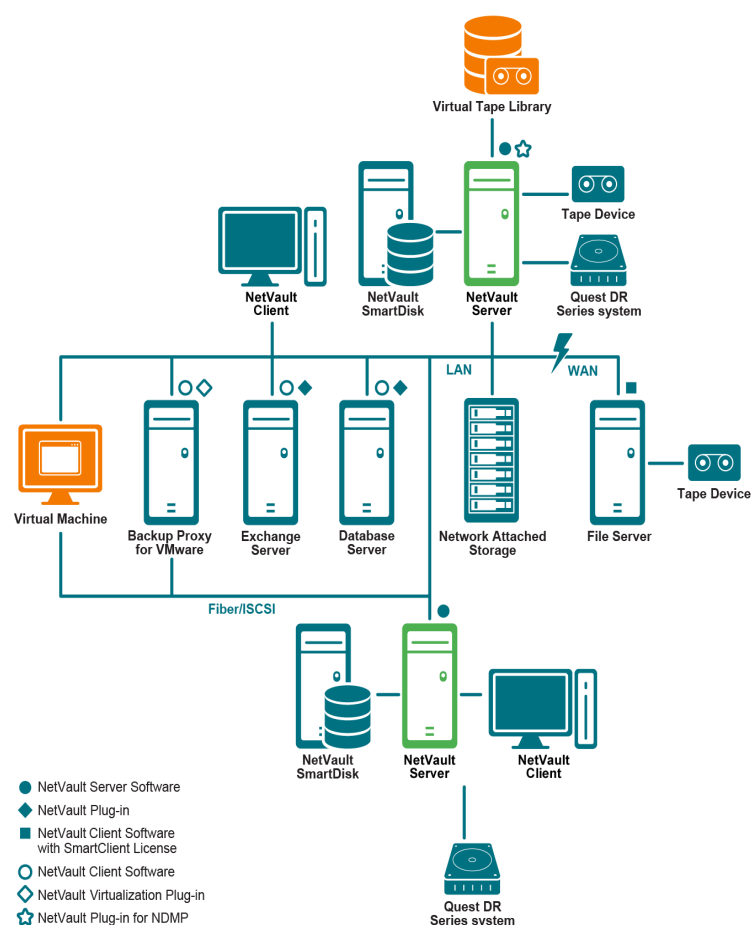 Virtual Tape Library
Tape Device
NetVault
Client
NetVault
SmartDisk
NetVault
Server
Quest DR
Series system
LAN
WAN
Virtual Machine
Backup Proxy
for VMware
Exchange
Server
Database
Server
Network Attached
Storage
File Server
Tape Device
Fiber/ISCSI
NetVault
SmartDisk
NetVault
Server
NetVault
Client
NetVault Server Software
NetVault Plug-in
NetVault Client Software
with SmartClient License
NetVault Client Software
NetVault Virtualization Plug-in
NetVault Plug-in for NDMP
Quest DR
Series system